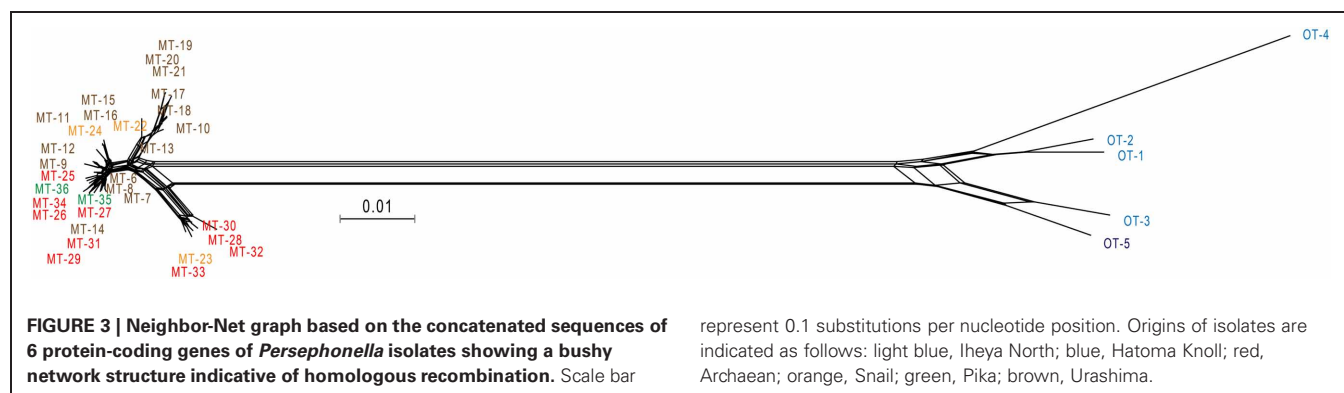 MT-19
MT-20
MT-21
OT-4
MT-17
MT-15
MT-18
MT-11
MT-16
MT-24
MT-22
MT-10
OT-2
MT-12
MT-13
OT-1
MT-9
MT-25
MT-6
MT-36
MT-8
MT-35
MT-7
MT-34
MT-26
MT-27
0.01
OT-3
MT-14
MT-30
MT-31
MT-28
OT-5
MT-32
MT-29
MT-23
MT-33
FIGURE 3 | Neighbor-Net graph based on the concatenated sequences of
6 protein-coding genes of Persephonella isolates showing a bushy
network structure indicative of homologous recombination. Scale bar
represent 0.1 substitutions per nucleotide position. Origins of isolates are
indicated as follows: light blue, Iheya North; blue, Hatoma Knoll; red,
Archaean; orange, Snail; green, Pika; brown, Urashima.